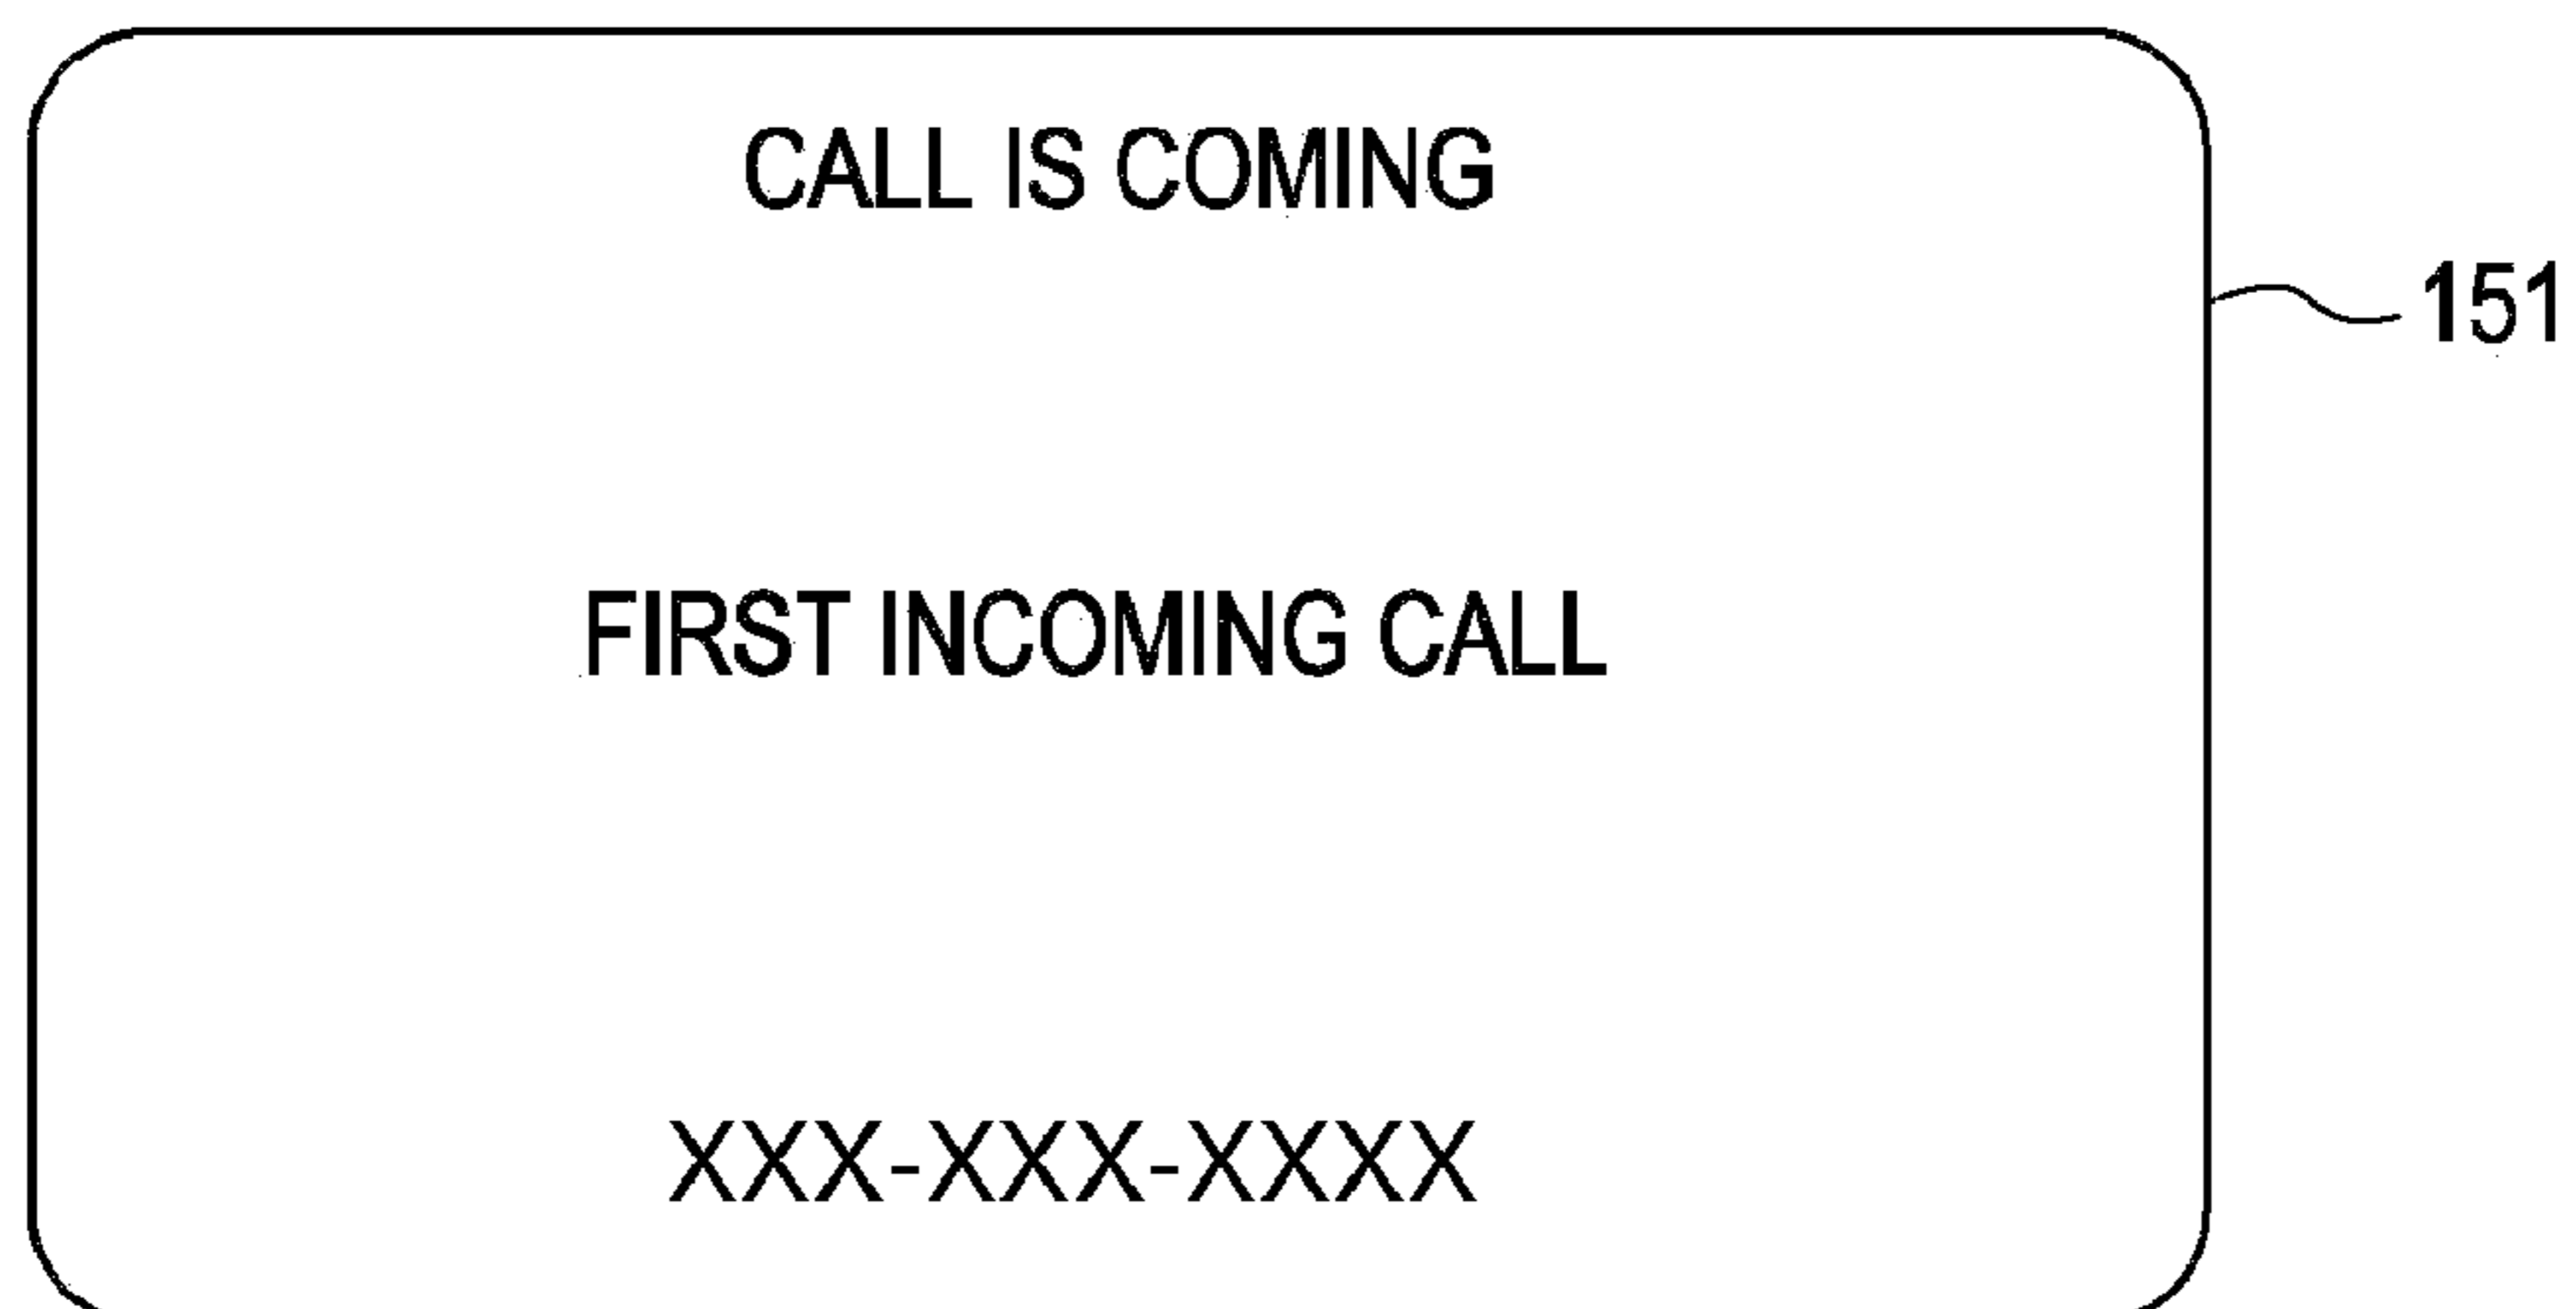 CALL IS COMING
151
FIRST INCOMING CALL
XXX-XXX-XXXX